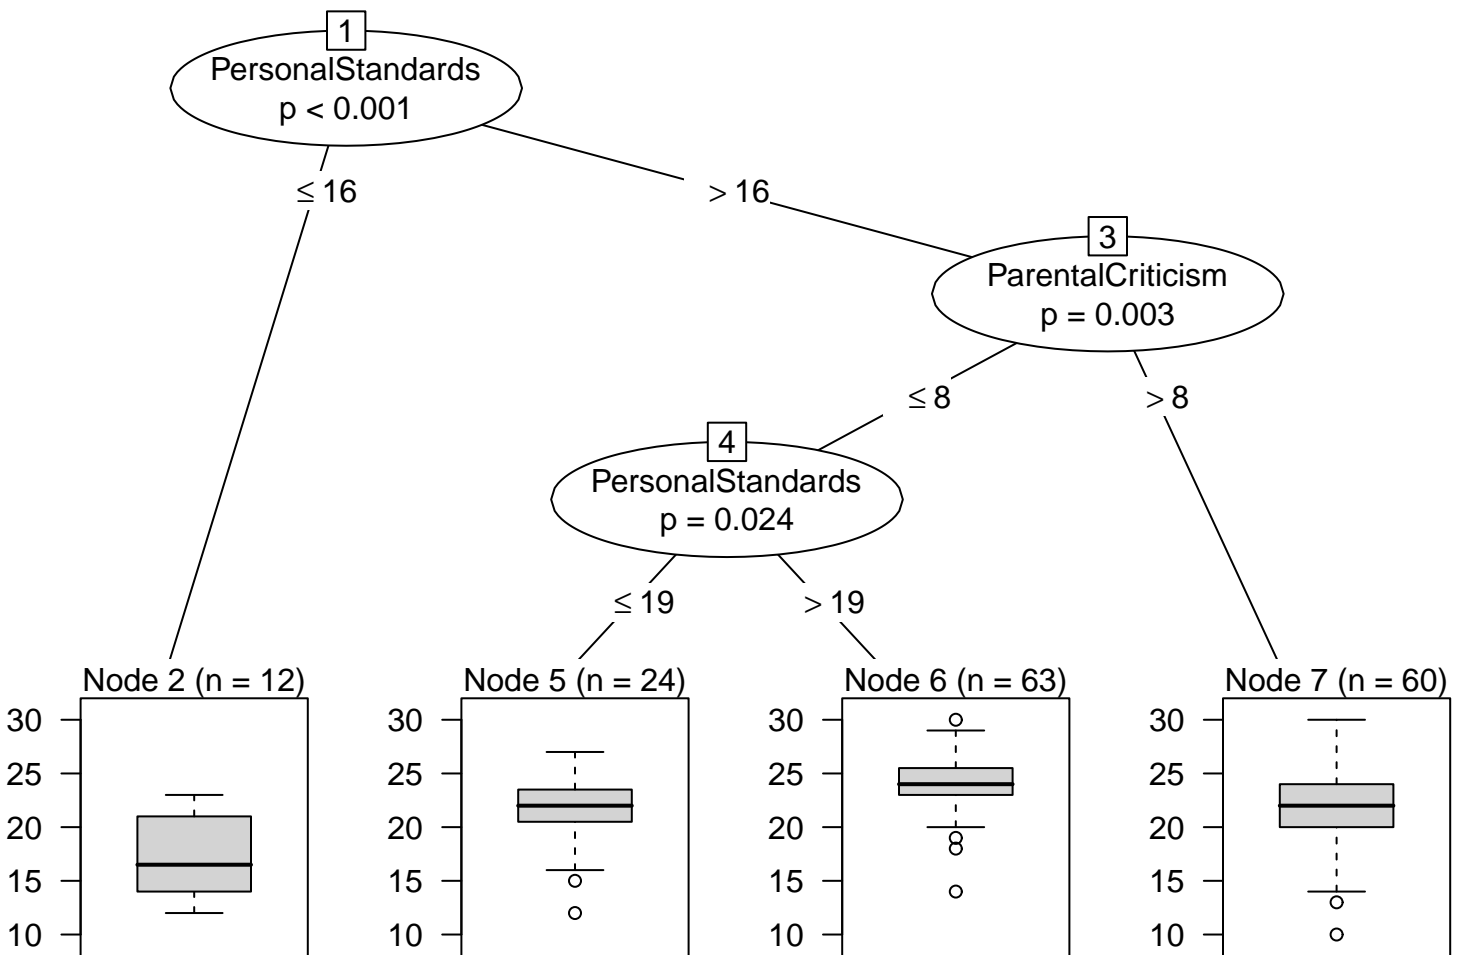 1
PersonalStandards
p < 0.001
≤ 16
> 16
3
ParentalCriticism
p = 0.003
≤ 8
> 8
4
PersonalStandards
p = 0.024
≤ 19
> 19
Node 2 (n = 12)
30
25
20
15
10
Node 5 (n = 24)
30
25
20
15
10
Node 6 (n = 63)
30
25
20
15
10
Node 7 (n = 60)
30
25
20
15
10